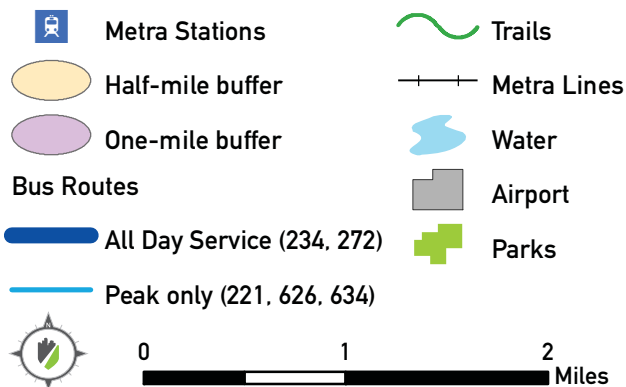 Metra Stations
Half-mile buffer
One-mile buffer
Bus Routes
All Day Service (234, 272)
Peak only (221, 626, 634)
Trails
Metra Lines
Water
Airport
Parks
N
0 1 2
Miles